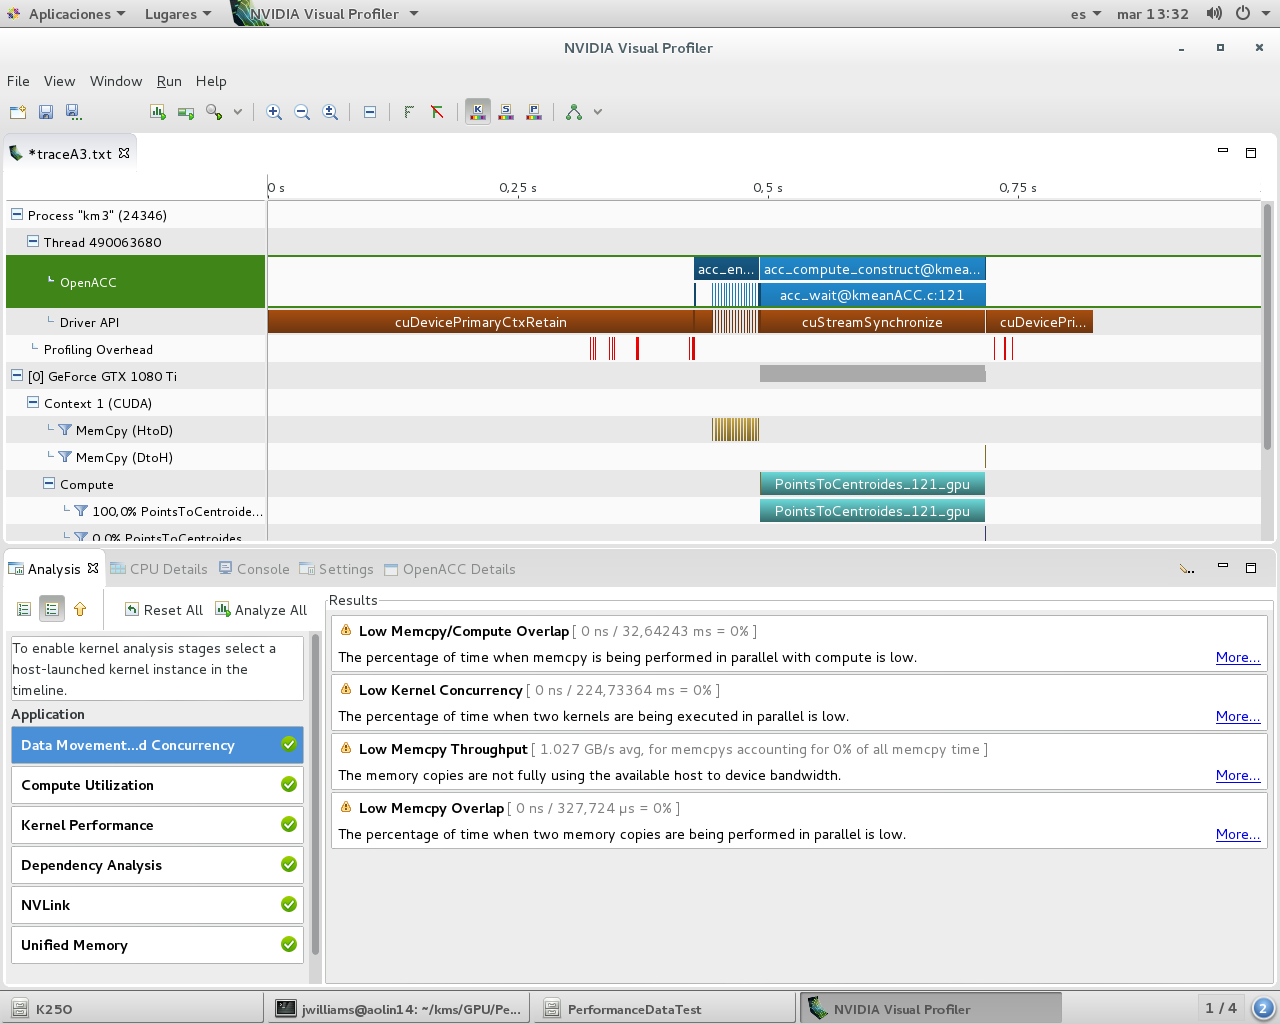 Aplicaciones Lugares NVIDIA Visual Profiler es mar 13:32
NVIDIA Visual Profiler
File View Window Run Help
*traceA3.txt
0 s 0,25 s 0,5 s 0,75 s
Process "km3" (24346)
Thread 490063680
OpenACC
acc_en... acc_compute_construct@kmea...
acc_wait@kmeanACC.c:121
Driver API cuDevicePrimaryCtxRetain cuStreamSynchronize cuDevicePri...
Profiling Overhead
[0] GeForce GTX 1080 Ti
Context 1 (CUDA)
MemCpy (HtoD)
MemCpy (DtoH)
Compute PointsToCentroides_121_gpu
100,0% PointsToCentroide... PointsToCentroides_121_gpu
0,0% PointsToCentroides
Analysis CPU Details Console Settings OpenACC Details
Reset All Analyze All
To enable kernel analysis stages select a
host-launched kernel instance in the
timeline.
Application
Data Movement...d Concurrency
Compute Utilization
Kernel Performance
Dependency Analysis
NVLink
Unified Memory
Results
Low Memcpy/Compute Overlap [ 0 ns / 32,64243 ms = 0% ]
The percentage of time when memcpy is being performed in parallel with compute is low. More...
Low Kernel Concurrency [ 0 ns / 224,73364 ms = 0% ]
The percentage of time when two kernels are being executed in parallel is low. More...
Low Memcpy Throughput [ 1.027 GB/s avg, for memcpys accounting for 0% of all memcpy time ]
The memory copies are not fully using the available host to device bandwidth. More...
Low Memcpy Overlap [ 0 ns / 327,724 µs = 0% ]
The percentage of time when two memory copies are being performed in parallel is low. More...
K250 jwilliams@aolin14: ~/kms/GPU/Pe... PerformanceDataTest NVIDIA Visual Profiler 1 / 4 2